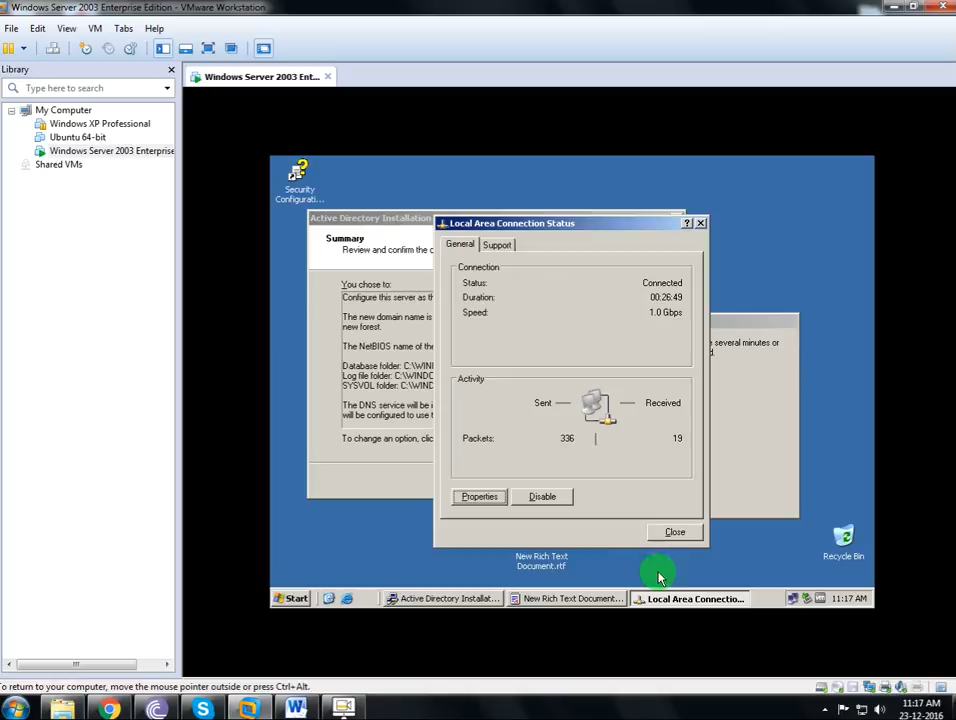 Windows Server 2003 Enterprise Edition - VMware Workstation
File Edit View VM Tabs Help
Library
Type here to search
My Computer
Windows XP Professional
Ubuntu 64-bit
Windows Server 2003 Enterprise
Shared VMs
Windows Server 2003 Ent...
Security
Configurati...
Active Directory Installation
Summary
Review and confirm the
You chose to:
Configure this server as
The new domain name is
new forest.
The NetBIOS name of the
Database folder: C:\WIN
Log file folder: C:\WINDO
SYSVOL folder: C:\WIND
The DNS service will be
will be configured to use
To change an option, clic
Local Area Connection Status
General Support
Connection
Status: Connected
Duration: 00:26:49
Speed: 1.0 Gbps
Activity
Sent Received
Packets: 336 19
Properties Disable
Close
several minutes or
New Rich Text
Document.rtf
Recycle Bin
Start Active Directory Installat... New Rich Text Document... Local Area Connectio... 11:17 AM
To return to your computer, move the mouse pointer outside or press Ctrl+Alt.
11:17 AM
23-12-2016